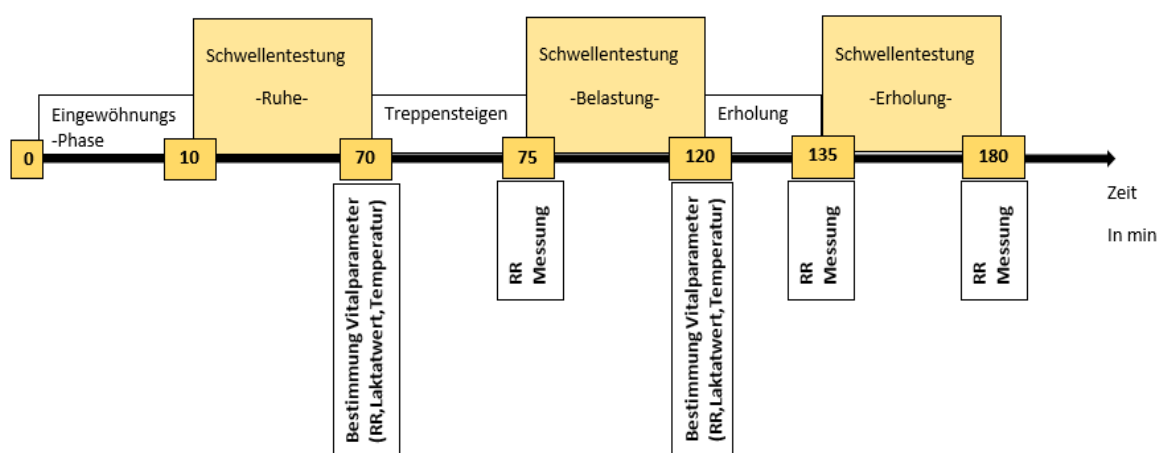 Schwellentestung
-Ruhe-
Schwellentestung
-Belastung-
Schwellentestung
-Erholung-
Eingewöhnungs
-Phase
Treppensteigen
Erholung
0
10
70
75
120
135
180
Zeit
In min
Bestimmung Vitalparameter
(RR,Laktatwert,Temperatur)
RR
Messung
Bestimmung Vitalparameter
(RR,Laktatwert,Temperatur)
RR
Messung
RR
Messung